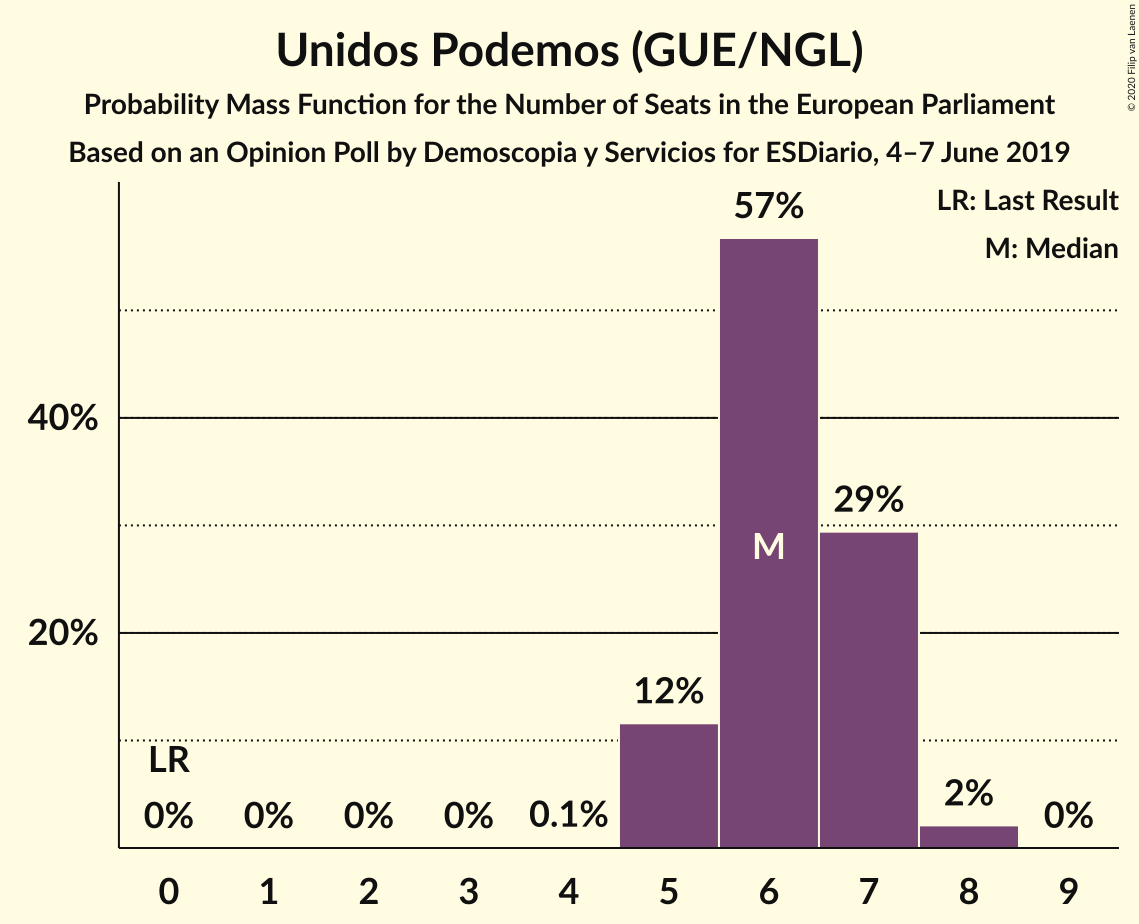 Unidos Podemos (GUE/NGL)
Probability Mass Function for the Number of Seats in the European Parliament
Based on an Opinion Poll by Demoscopia y Servicios for ESDiario, 4–7 June 2019
© 2020 Filip van Laenen
LR: Last Result
M: Median
57%
40%
29%
M
20%
12%
LR
2%
0% 0% 0% 0% 0.1% 0%
0 1 2 3 4 5 6 7 8 9